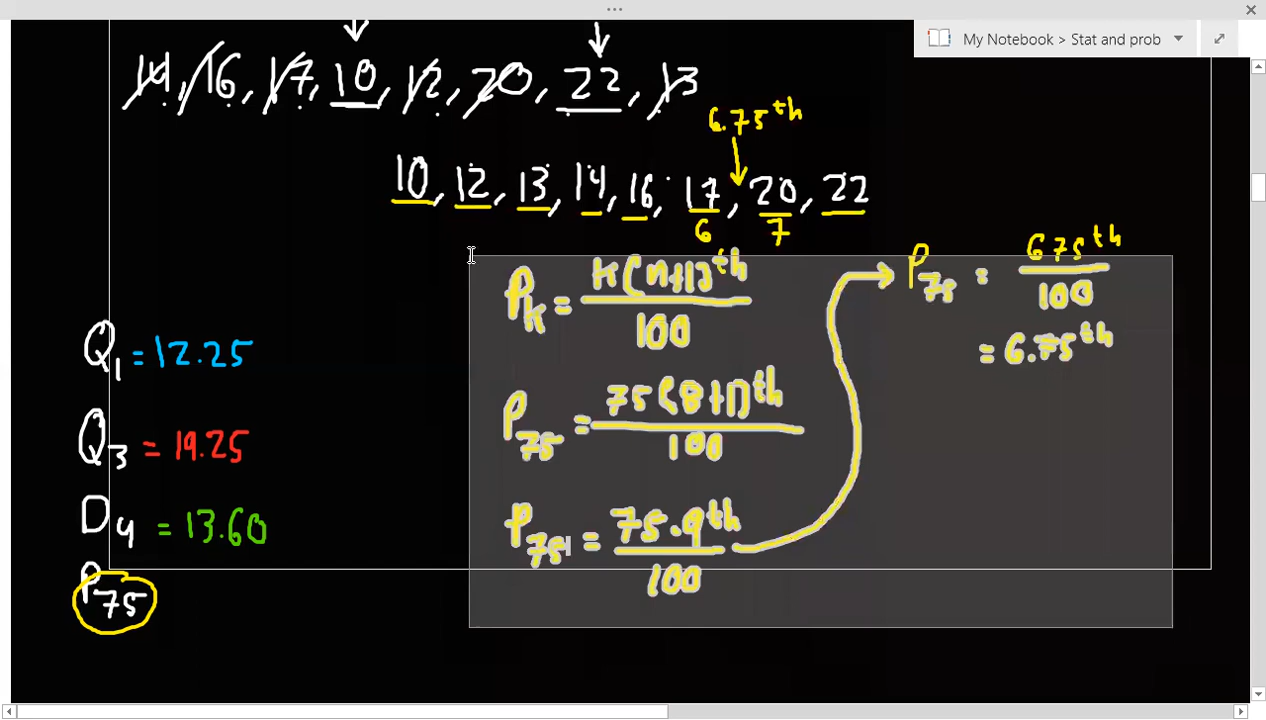 My Notebook > Stat and prob
14, 16, 17, 10, 12, 20, 22, 13
6.75th
10, 12, 13, 14, 16, 17, 20, 22
6 7
Pk = k(n+1)th
100
P75 = 675th
100
= 6.75th
Q1 = 12.25
P75 = 75(8+1)th
100
Q3 = 19.25
D4 = 13.60
P75 = 75.9th
100
P75